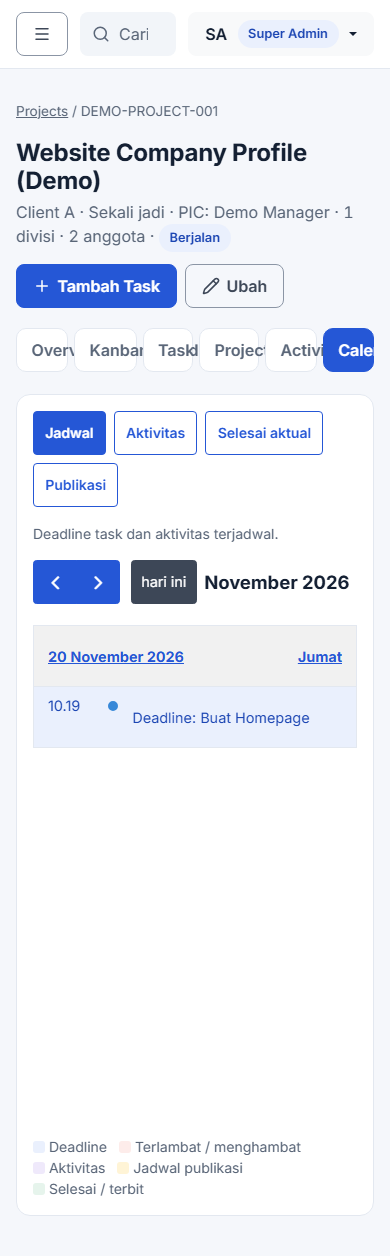 Cari SA Super Admin
Projects / DEMO-PROJECT-001
Website Company Profile
(Demo)
Client A · Sekali jadi · PIC: Demo Manager · 1
divisi · 2 anggota · Berjalan
+ Tambah Task Ubah
Overv Kanban Task Project Activi Cale
Jadwal Aktivitas Selesai aktual
Publikasi
Deadline task dan aktivitas terjadwal.
hari ini November 2026
20 November 2026 Jumat
10.19 Deadline: Buat Homepage
Deadline Terlambat / menghambat
Aktivitas Jadwal publikasi
Selesai / terbit